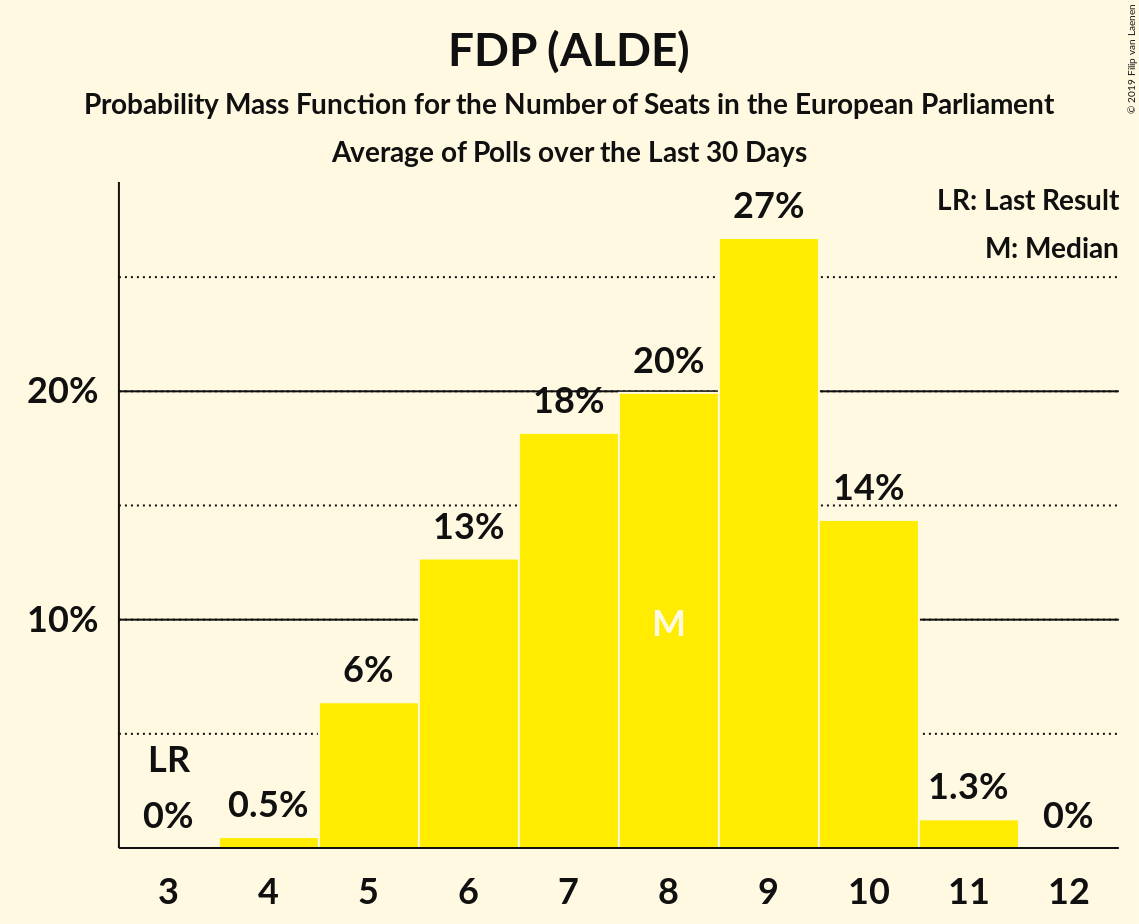 FDP (ALDE)
Probability Mass Function for the Number of Seats in the European Parliament
Average of Polls over the Last 30 Days
© 2019 Filip van Laenen
LR: Last Result
M: Median
27%
20%
20%
18%
14%
13%
M
10%
6%
LR
0%
0.5%
1.3%
0%
3 4 5 6 7 8 9 10 11 12